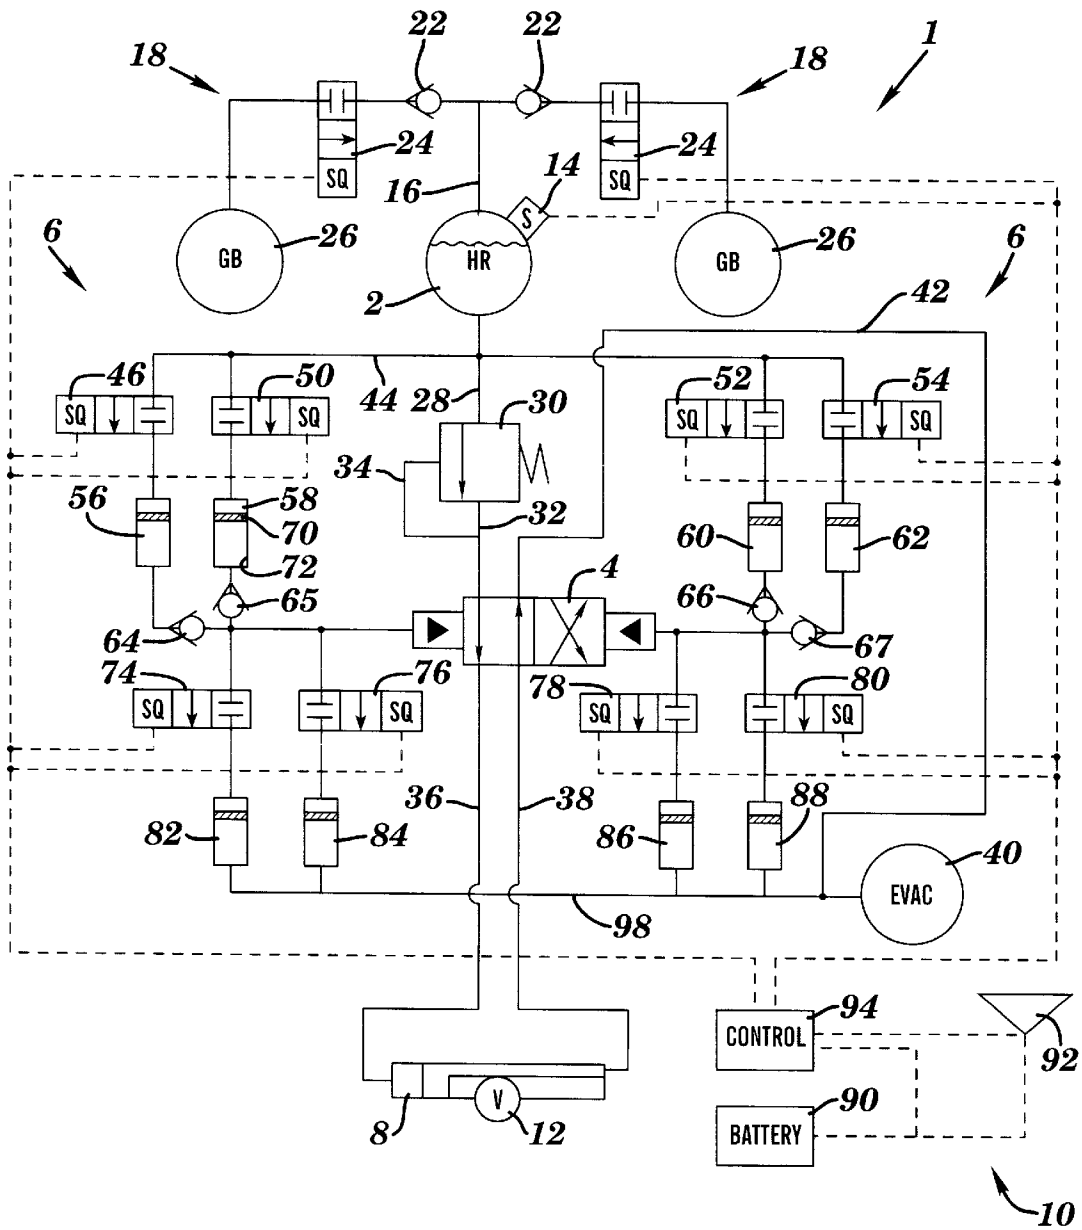 22 22
18 18 1
24 24
SQ SQ
16 14
S
6 26 26 6
GB HR GB
2
42
46 50 44 28 30 52 54
SQ SQ SQ SQ
34
56 58 32 60 62
70
72
65 4 66
64 67
74 76 78 80
SQ SQ SQ SQ
36 38
82 84 86 88 40
EVAC
98
94
CONTROL
92
8 V 12
90
BATTERY
10